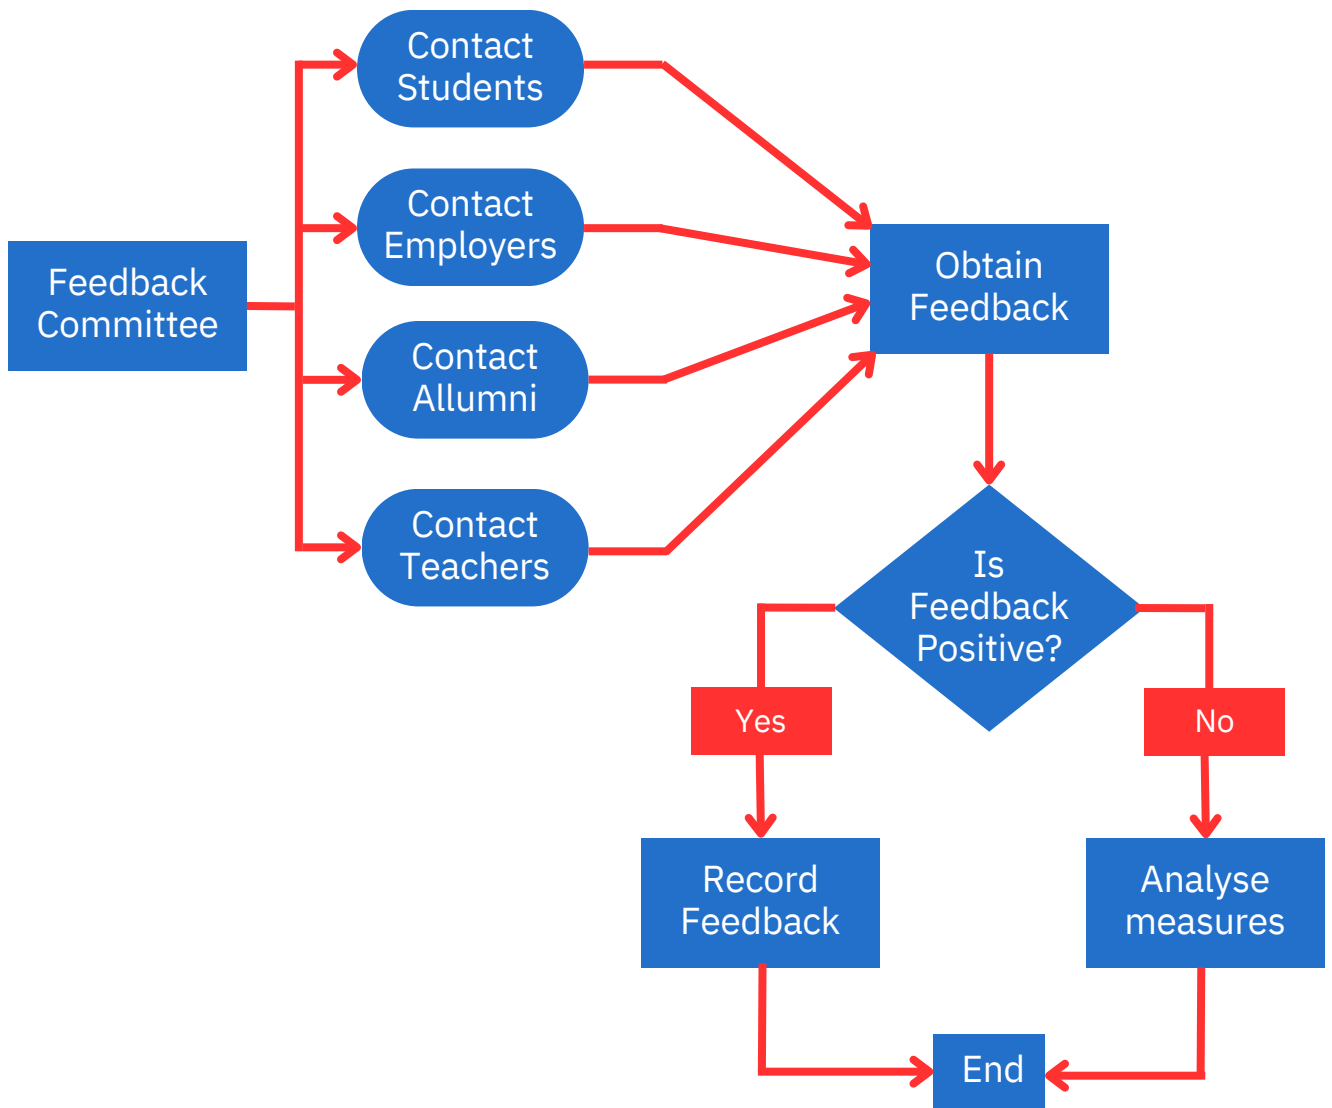 Contact
Students
Contact
Employers
Feedback
Committee
Contact
Allumni
Contact
Teachers
Obtain
Feedback
Is
Feedback
Positive?
Yes
No
Record
Feedback
Analyse
measures
End